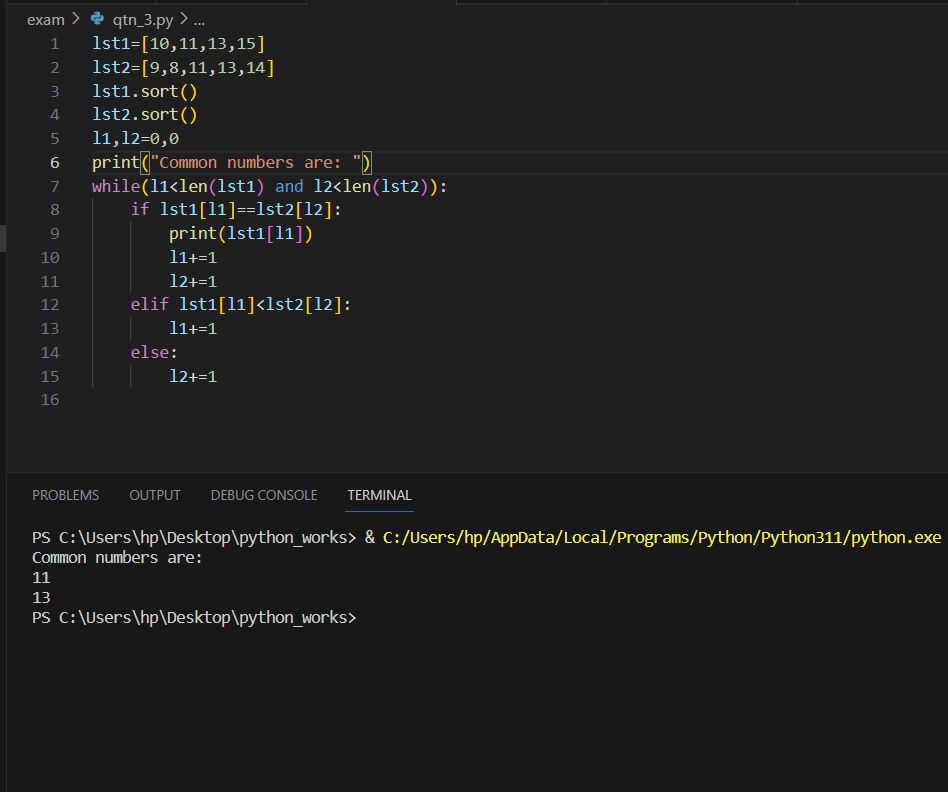 exam > qtn_3.py > ...
1 lst1=[10,11,13,15]
2 lst2=[9,8,11,13,14]
3 lst1.sort()
4 lst2.sort()
5 l1,l2=0,0
6 print("Common numbers are: ")
7 while(l1<len(lst1) and l2<len(lst2)):
8     if lst1[l1]==lst2[l2]:
9         print(lst1[l1])
10         l1+=1
11         l2+=1
12     elif lst1[l1]<lst2[l2]:
13         l1+=1
14     else:
15         l2+=1
16
PROBLEMS OUTPUT DEBUG CONSOLE TERMINAL
PS C:\Users\hp\Desktop\python_works> & C:/Users/hp/AppData/Local/Programs/Python/Python311/python.exe
Common numbers are:
11
13
PS C:\Users\hp\Desktop\python_works>